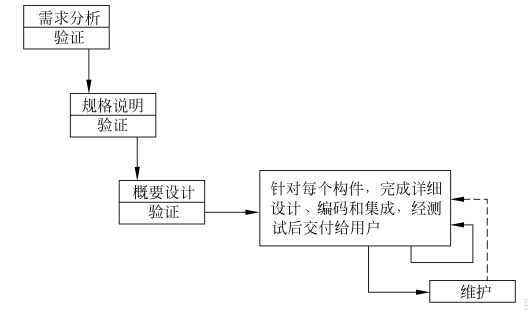 需求分析
验证
规格说明
验证
概要设计
验证
针对每个构件，完成详细
设计、编码和集成，经测
试后交付给用户
维护